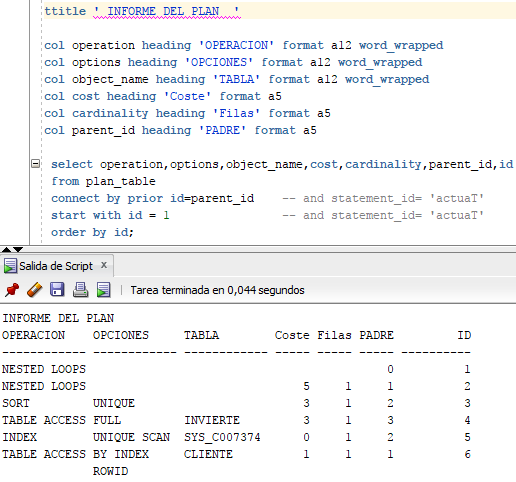 ttitle ' INFORME DEL PLAN  '
col operation heading 'OPERACION' format a12 word_wrapped
col options heading 'OPCIONES' format a12 word_wrapped
col object_name heading 'TABLA' format a12 word_wrapped
col cost heading 'Coste' format a5
col cardinality heading 'Filas' format a5
col parent_id heading 'PADRE' format a5
select operation,options,object_name,cost,cardinality,parent_id,id
from plan_table
connect by prior id=parent_id    -- and statement_id= 'actuaT'
start with id = 1                -- and statement_id= 'actuaT'
order by id;
Salida de Script x
Tarea terminada en 0,044 segundos
INFORME DEL PLAN
OPERACION    OPCIONES     TABLA        Coste Filas PADRE         ID
------------ ------------ ------------ ----- ----- ----- ----------
NESTED LOOPS                                       0              1
NESTED LOOPS                               5     1     1          2
SORT         UNIQUE                        3     1     2          3
TABLE ACCESS FULL         INVIERTE         3     1     3          4
INDEX        UNIQUE SCAN  SYS_C007374      0     1     2          5
TABLE ACCESS BY INDEX     CLIENTE          1     1     1          6
             ROWID